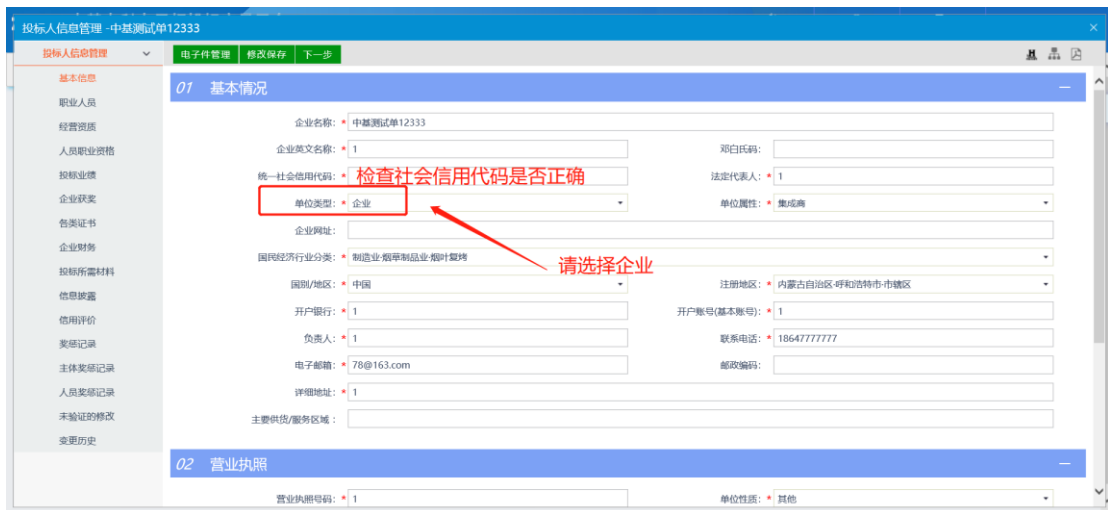 投标人信息管理 -中基测试单12333
投标人信息管理
电子件管理 修改保存 下一步
基本信息
职业人员
经营资质
人员职业资格
投标业绩
企业获奖
各类证书
企业财务
投标所需材料
信息披露
信用评价
奖惩记录
主体奖惩记录
人员奖惩记录
未验证的修改
变更历史
01 基本情况
企业名称: * 中基测试单12333
企业英文名称: * 1 邓白氏码:
统一社会信用代码: * 检查社会信用代码是否正确 法定代表人: * 1
单位类型: * 企业 单位属性: * 集成商
企业网址:
国民经济行业分类: * 制造业·烟草制品业·烟叶复烤
请选择企业
国别/地区: * 中国 注册地区: * 内蒙古自治区·呼和浩特市·市辖区
开户银行: * 1 开户账号(基本账号): * 1
负责人: * 1 联系电话: * 18647777777
电子邮箱: * 78@163.com 邮政编码:
详细地址: * 1
主要供货/服务区域:
02 营业执照
营业执照号码: * 1 单位性质: * 其他